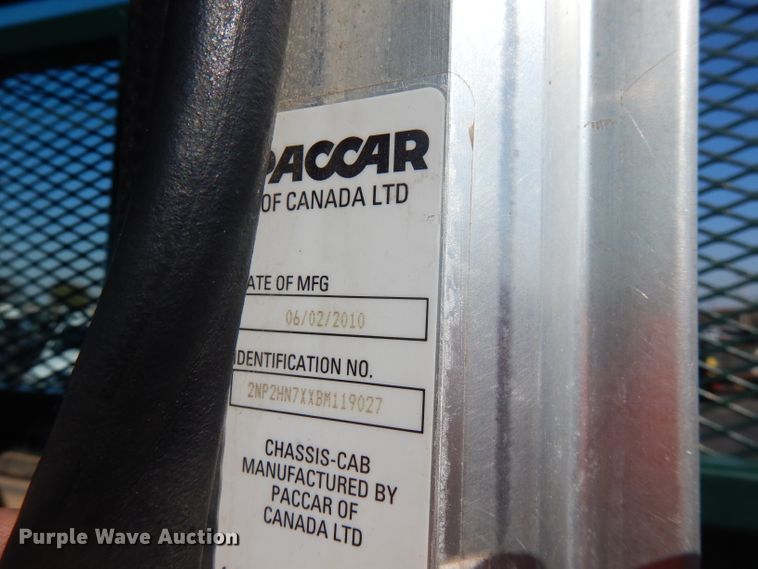 PACCAR
OF CANADA LTD
ATE OF MFG
06/02/2010
IDENTIFICATION NO.
2NP2HN7XXBM119027
CHASSIS-CAB
MANUFACTURED BY
PACCAR OF
CANADA LTD
Purple Wave Auction®